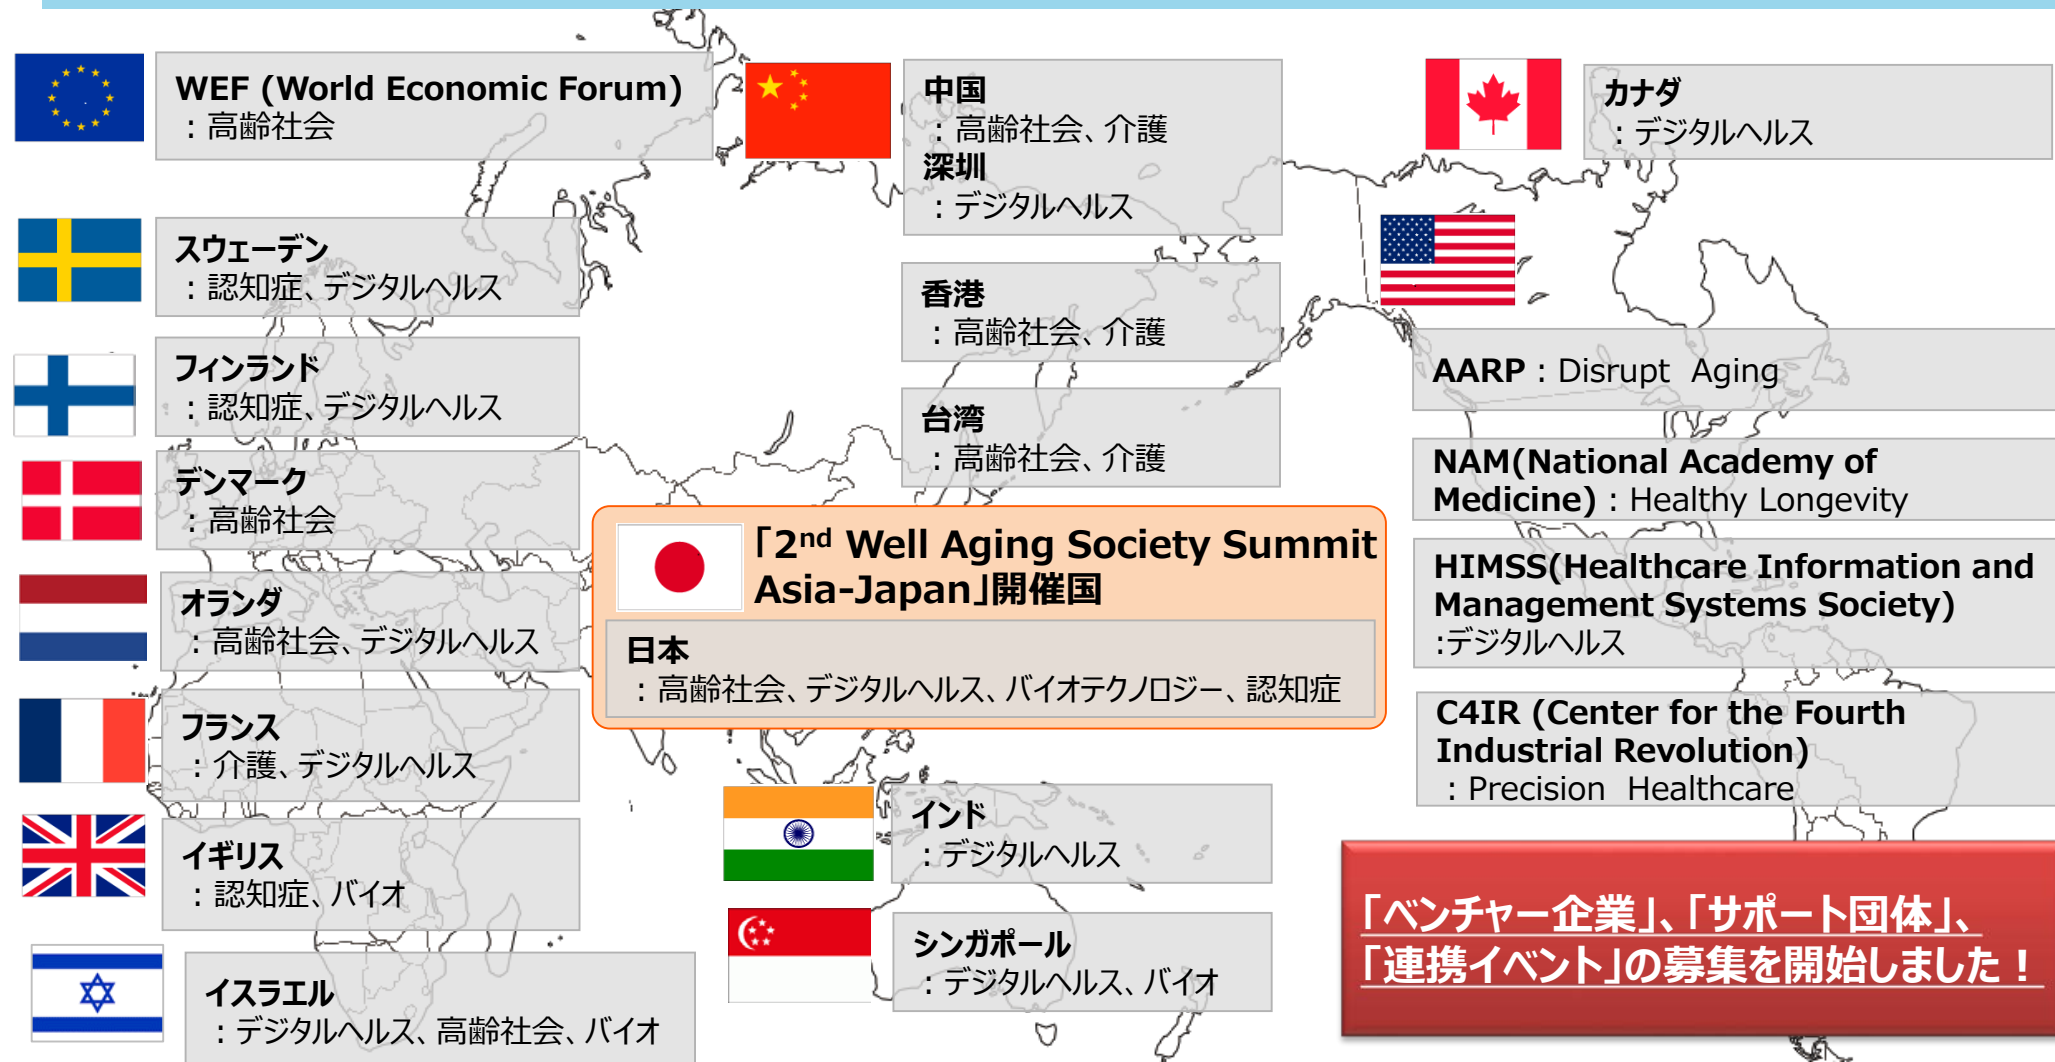 WEF (World Economic Forum)
：高齢社会
スウェーデン
：認知症、デジタルヘルス
フィンランド
：認知症、デジタルヘルス
デンマーク
：高齢社会
オランダ
：高齢社会、デジタルヘルス
フランス
：介護、デジタルヘルス
イギリス
：認知症、バイオ
イスラエル
：デジタルヘルス、高齢社会、バイオ
中国
：高齢社会、介護
深圳
：デジタルヘルス
香港
：高齢社会、介護
台湾
：高齢社会、介護
「2nd Well Aging Society Summit
Asia-Japan」開催国
日本
：高齢社会、デジタルヘルス、バイオテクノロジー、認知症
インド
：デジタルヘルス
シンガポール
：デジタルヘルス、バイオ
カナダ
：デジタルヘルス
AARP：Disrupt Aging
NAM(National Academy of
Medicine)：Healthy Longevity
HIMSS(Healthcare Information and
Management Systems Society)
:デジタルヘルス
C4IR (Center for the Fourth
Industrial Revolution)
：Precision Healthcare
「ベンチャー企業」、「サポート団体」、
「連携イベント」の募集を開始しました！